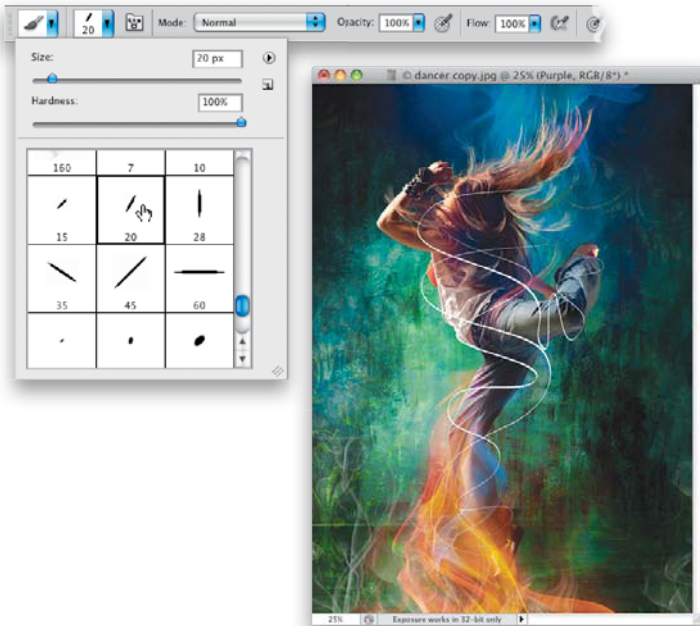 20
Mode: Normal
Opacity: 100%
Flow: 100%
Size: 20 px
Hardness: 100%
160 7 10
15 20 28
35 45 60
© dancer copy.jpg @ 25% (Purple, RGB/8*) *
25% Exposure works in 32-bit only